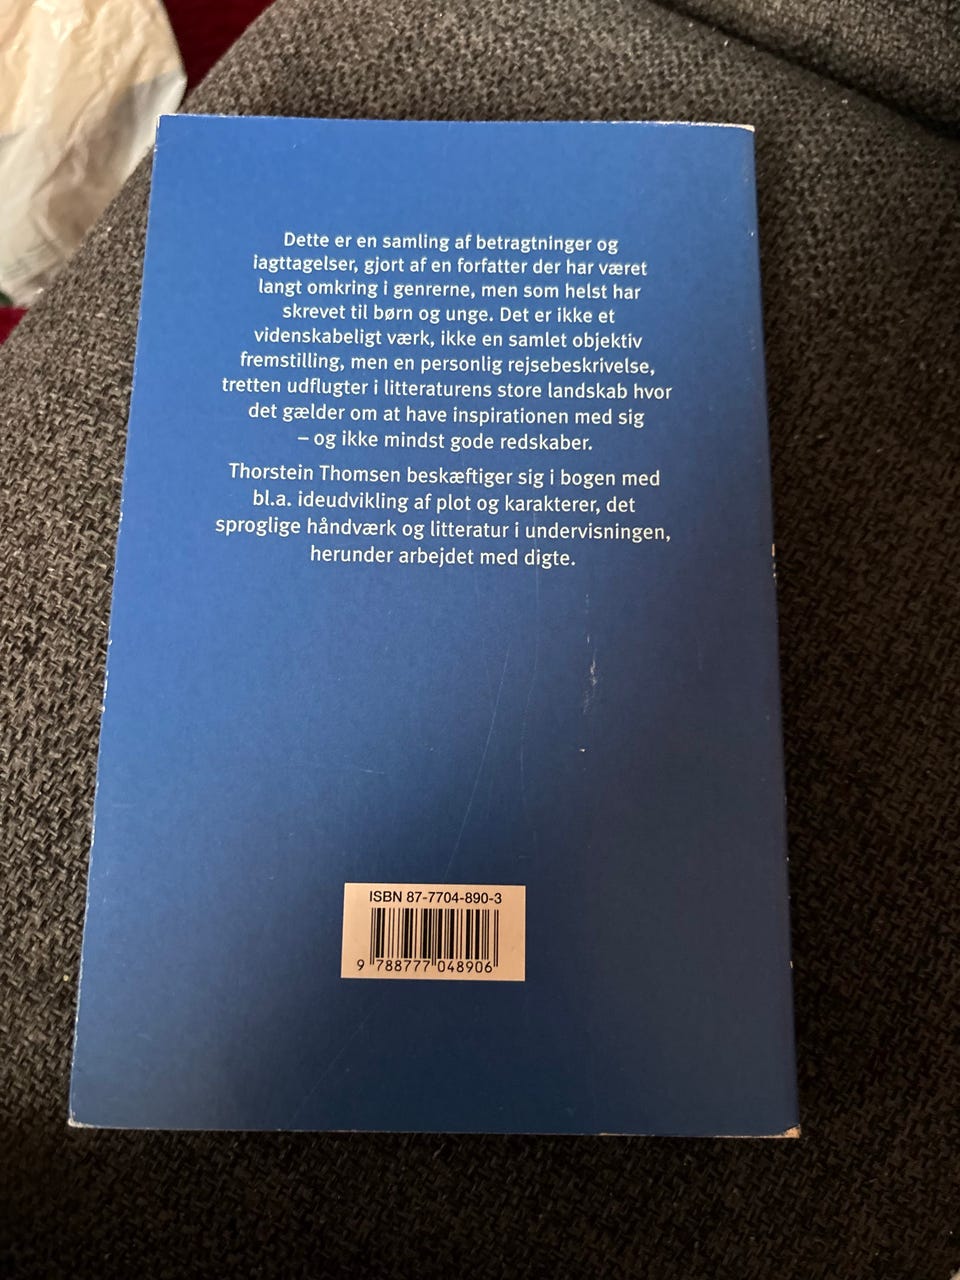 Dette er en samling af betragtninger og
iagttagelser, gjort af en forfatter der har været
langt omkring i genrerne, men som helst har
skrevet til børn og unge. Det er ikke et
videnskabeligt værk, ikke en samlet objektiv
fremstilling, men en personlig rejsebeskrivelse,
tretten udflugter i litteraturens store landskab hvor
det gælder om at have inspirationen med sig
– og ikke mindst gode redskaber.
Thorstein Thomsen beskæftiger sig i bogen med
bl.a. ideudvikling af plot og karakterer, det
sproglige håndværk og litteratur i undervisningen,
herunder arbejdet med digte.
ISBN 87-7704-890-3
9 788777 048906